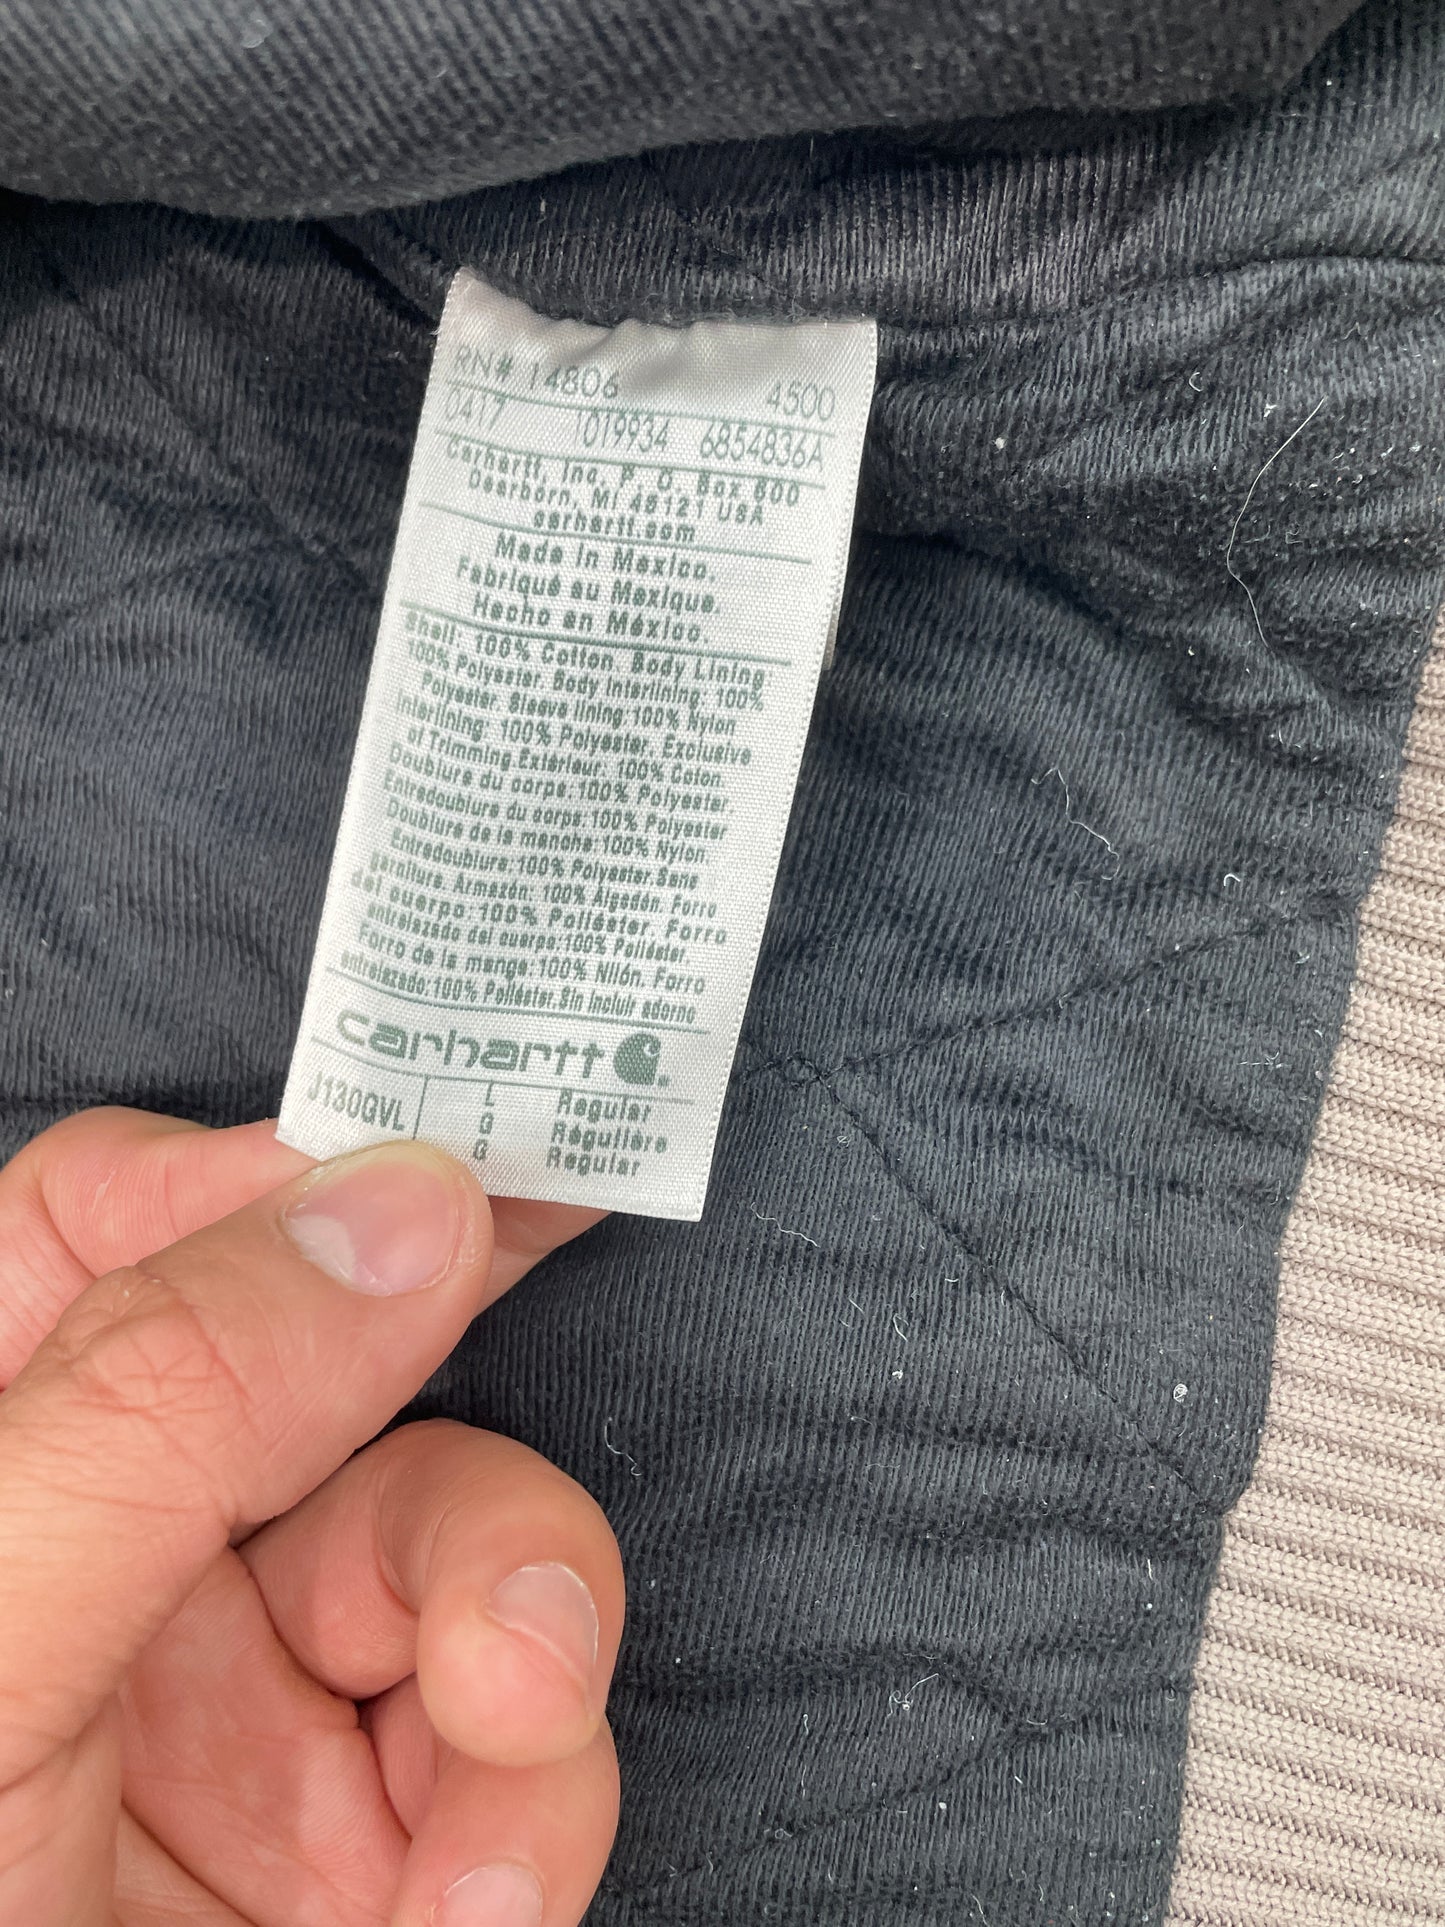 RN# 14806 4500
0417 1019934 6854836A
Carhartt, Inc. P. O. Box 600
Dearborn, MI 48121 USA
carhartt.com
Made in Mexico.
Fabriqué au Mexique.
Hecho en México.
Shell: 100% Cotton. Body Lining
100% Polyester. Body Interlining: 100%
Polyester. Sleeve lining:100% Nylon
Interlining: 100% Polyester. Exclusive
of Trimming Extérieur: 100% Coton
Doublure du corps:100% Polyester.
Entredoublure du corps:100% Polyester
Doublure de la manche:100% Nylon
Entredoublure:100% Polyester.Sans
garniture. Armazón: 100% Algodón. Forro
del cuerpo:100% Poliéster. Forro
entrelazado del cuerpo:100% Poliéster.
Forro de la manga:100% Nilón. Forro
entrelazado:100% Poliéster.Sin incluir adorno
carhartt
J130GVL L Regular
G Régulière
G Regular